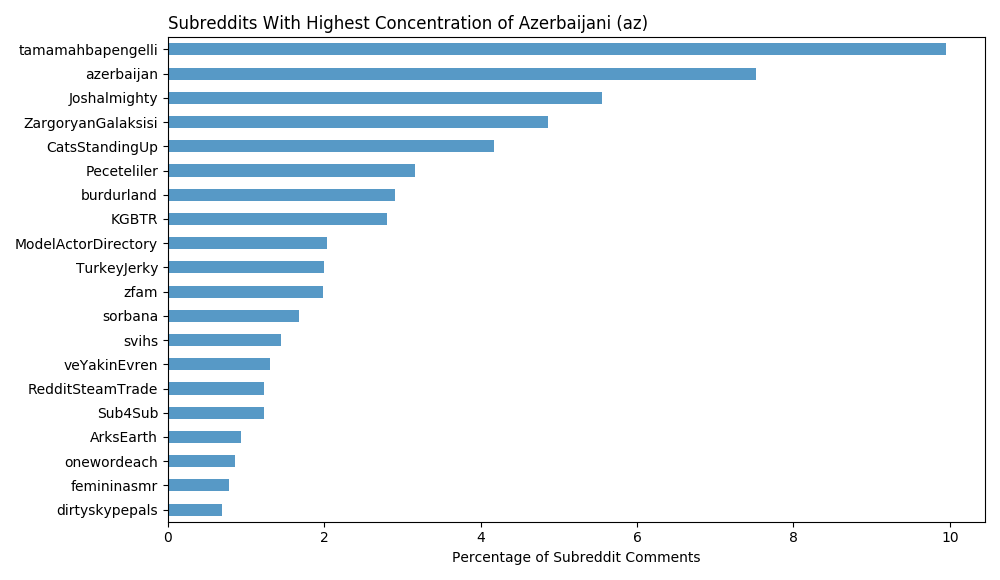 Subreddits With Highest Concentration of Azerbaijani (az)
tamamahbapengelli
azerbaijan
Joshalmighty
ZargoryanGalaksisi
CatsStandingUp
Peceteliler
burdurland
KGBTR
ModelActorDirectory
TurkeyJerky
zfam
sorbana
svihs
veYakinEvren
RedditSteamTrade
Sub4Sub
ArksEarth
onewordeach
femininasmr
dirtyskypepals
0 2 4 6 8 10
Percentage of Subreddit Comments